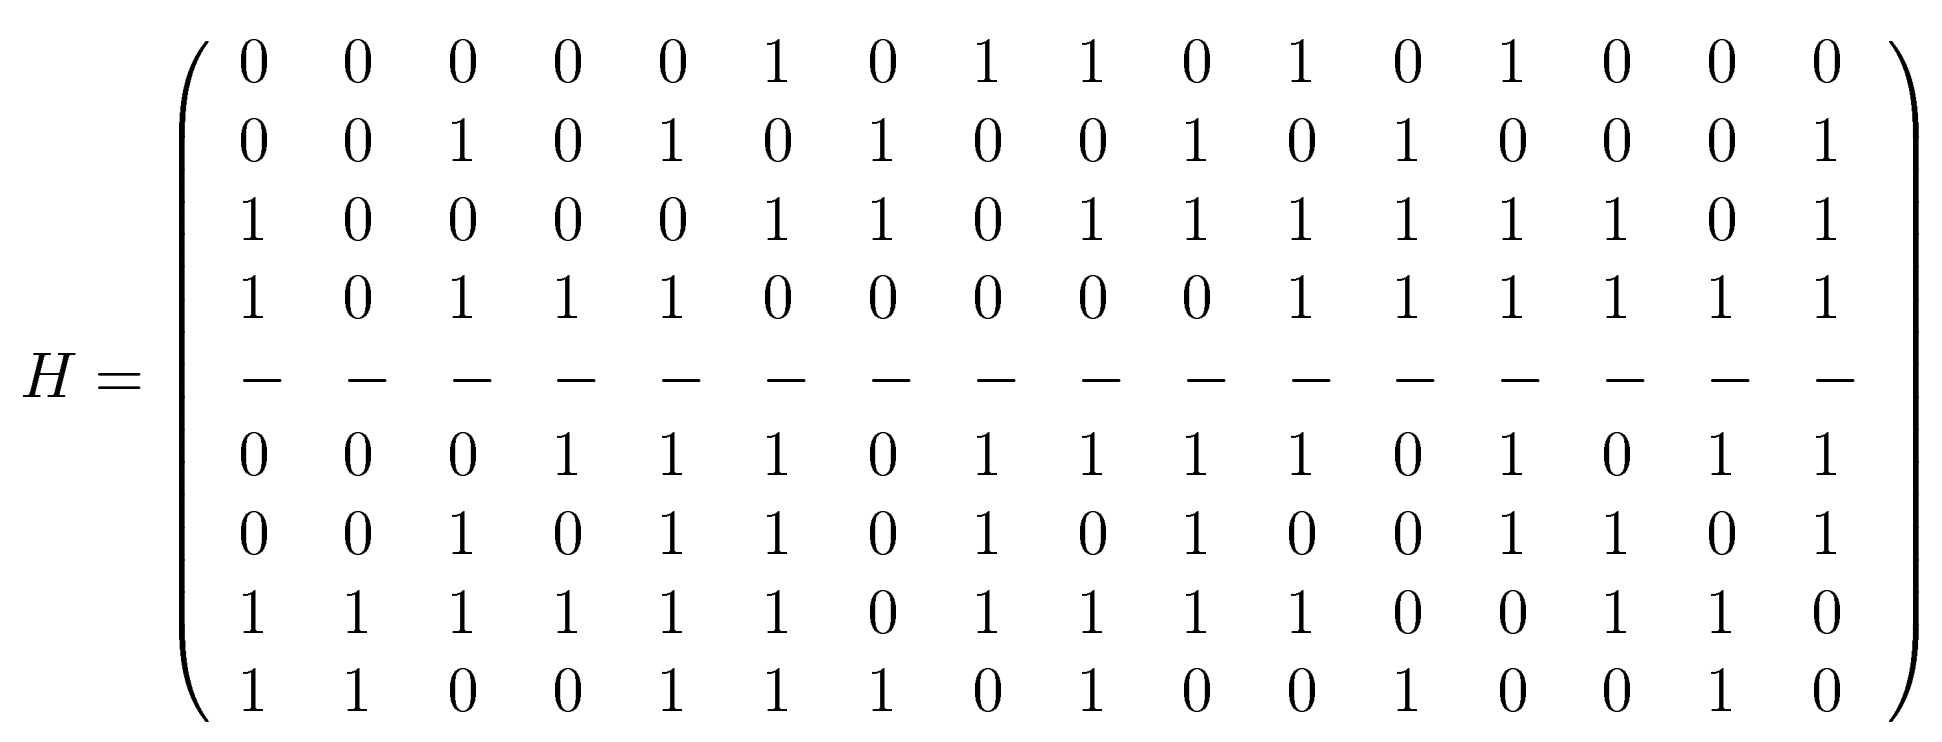 0 0 0 0 0 1 0 1 1 0 1 0 1 0 0 0
0 0 1 0 1 0 1 0 0 1 0 1 0 0 0 1
1 0 0 0 0 1 1 0 1 1 1 1 1 1 0 1
1 0 1 1 1 0 0 0 0 0 1 1 1 1 1 1
H = − − − − − − − − − − − − − − − −
0 0 0 1 1 1 0 1 1 1 1 0 1 0 1 1
0 0 1 0 1 1 0 1 0 1 0 0 1 1 0 1
1 1 1 1 1 1 0 1 1 1 1 0 0 1 1 0
1 1 0 0 1 1 1 0 1 0 0 1 0 0 1 0